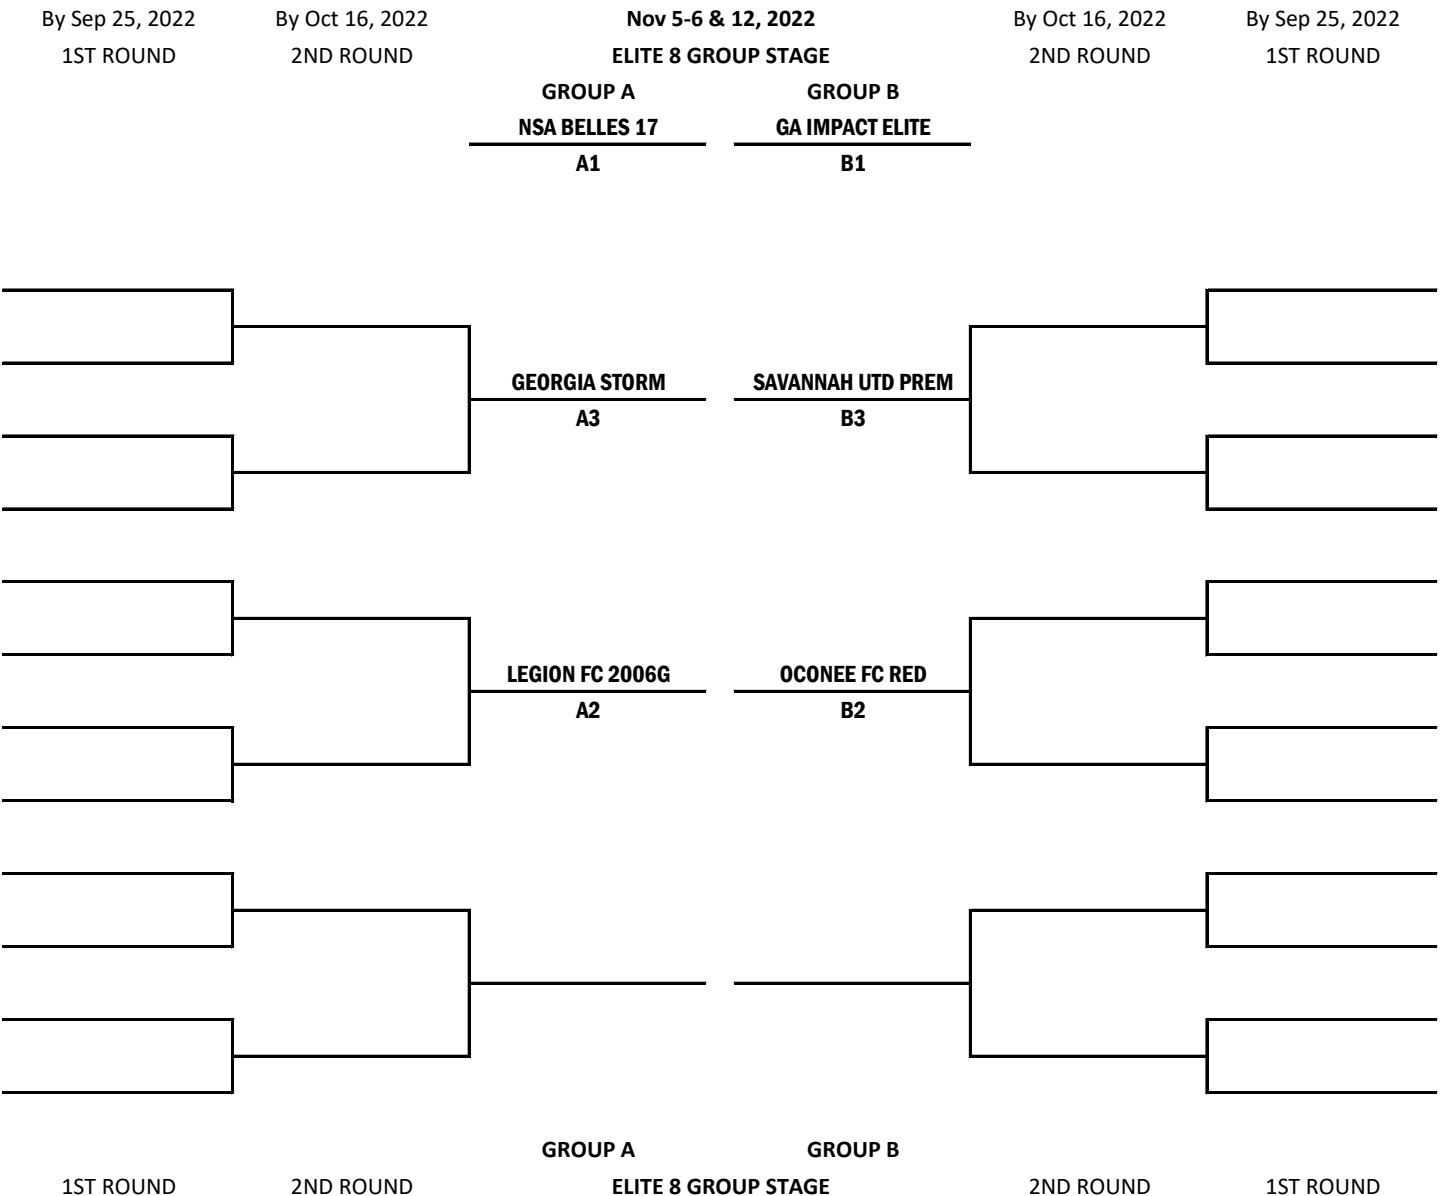 By Sep 25, 2022 By Oct 16, 2022 Nov 5-6 & 12, 2022 By Oct 16, 2022 By Sep 25, 2022
1ST ROUND 2ND ROUND ELITE 8 GROUP STAGE 2ND ROUND 1ST ROUND
GROUP A GROUP B
NSA BELLES 17 GA IMPACT ELITE
A1 B1
GEORGIA STORM SAVANNAH UTD PREM
A3 B3
LEGION FC 2006G OCONEE FC RED
A2 B2
GROUP A GROUP B
1ST ROUND 2ND ROUND ELITE 8 GROUP STAGE 2ND ROUND 1ST ROUND